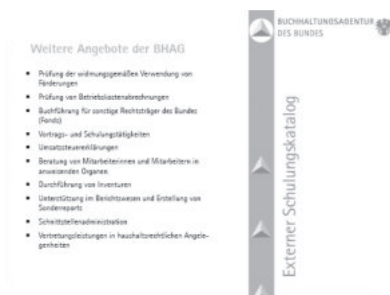 Weitere Angebote der BHAG
Prüfung der widmungsgemäßen Verwendung von
Förderungen
Prüfung von Betriebskostenabrechnungen
Buchführung für sonstige Rechtsträger des Bundes
(Fonds)
Vortrags- und Schulungstätigkeiten
Umsatzsteuererklärungen
Beratung von Mitarbeiterinnen und Mitarbeitern in
anweisenden Organen
Durchführung von Inventuren
Unterstützung im Berichtswesen und Erstellung von
Sonderreports
Schnittstellenadministration
Vertretungsleistungen in haushaltsrechtlichen Angele-
genheiten
BUCHHALTUNGSAGENTUR
DES BUNDES
Externer Schulungskatalog